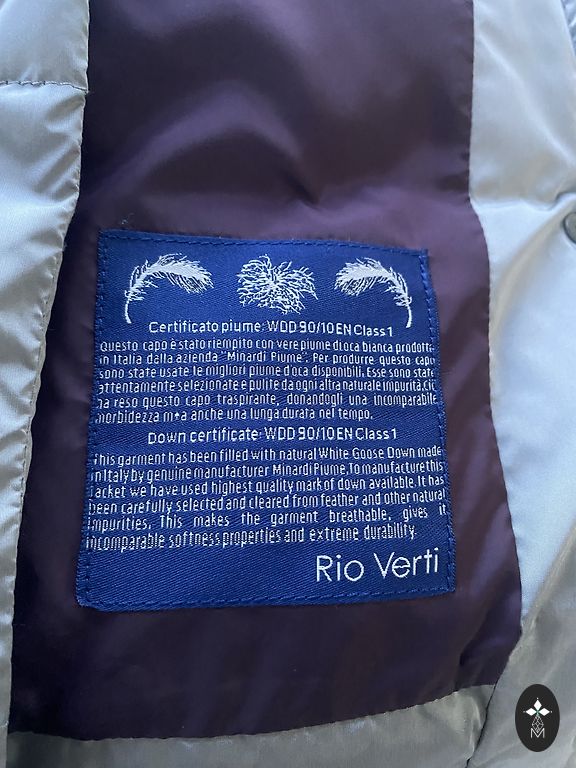 Certificato piume: WDD 90/10 EN Class 1
Questo capo è stato riempito con vere piume d.oca bianca prodotte
in Italia dalla azienda "Minardi Piume". Per produrre questo capo
sono state usate le migliori piume d'oca disponibili. Esse sono state
attentamente selezionate e pulite da ogni altra naturale impurità.Ciò
ha reso questo capo traspirante, donandogli una incomparabile
morbidezza m+a anche una lunga durata nel tempo.
Down certificate: WDD 90/10 EN Class 1
This garment has been filled with natural White Goose Down made
in Italy by genuine manufacturer Minardi Piume,To manufacture this
jacket we have used highest quality mark of down available. It has
been carefully selected and cleared from feather and other natural
impurities. This makes the garment breathable, gives it
incomparable softness properties and extreme durability.
Rio Verti
M